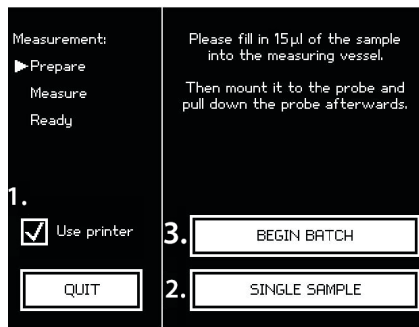 Measurement:
Prepare
Measure
Ready
Please fill in 15µl of the sample
into the measuring vessel.
Then mount it to the probe and
pull down the probe afterwards.
1.
Use printer
3. BEGIN BATCH
QUIT
2. SINGLE SAMPLE